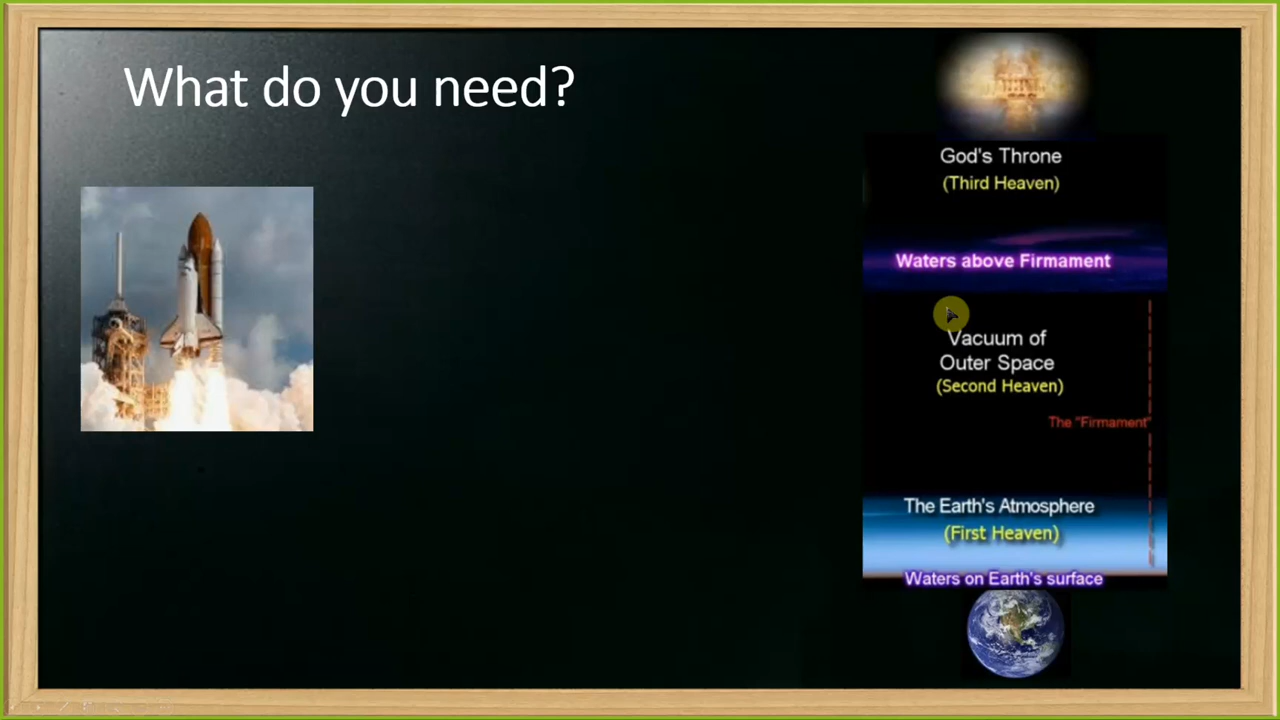 What do you need?
God's Throne
(Third Heaven)
Waters above Firmament
Vacuum of
Outer Space
(Second Heaven)
The "Firmament"
The Earth's Atmosphere
(First Heaven)
Waters on Earth's surface